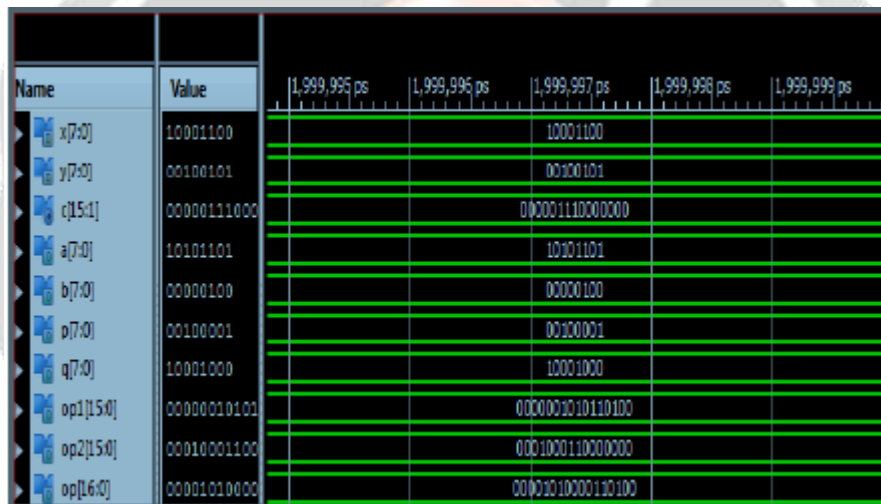 Name Value 1,999,995 ps 1,999,996 ps 1,999,997 ps 1,999,998 ps 1,999,999 ps
x[7:0] 10001100 10001100
y[7:0] 00100101 00100101
c[15:1] 00000111000 000001110000000
a[7:0] 10101101 10101101
b[7:0] 00000100 00000100
p[7:0] 00100001 00100001
q[7:0] 10001000 10001000
op1[15:0] 00000010101 0000001010110100
op2[15:0] 00010001100 0001000110000000
op[16:0] 00001010000 00001010000110100